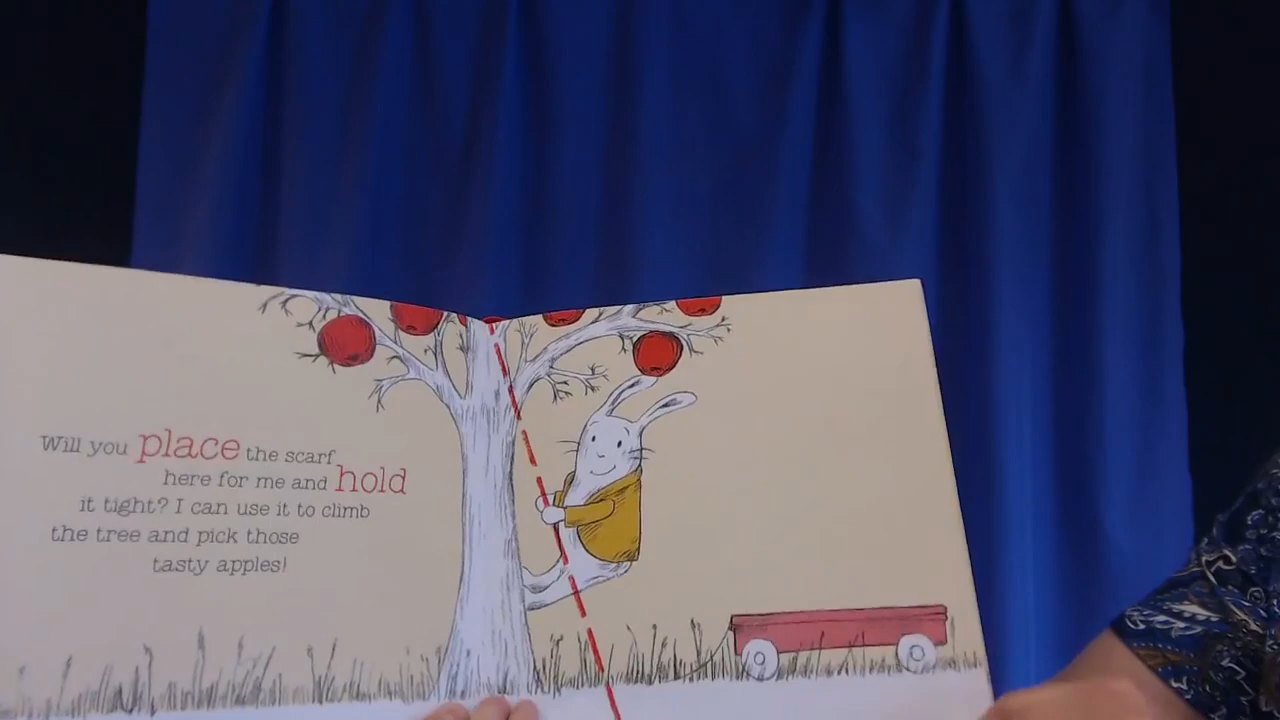 Will you place the scarf
here for me and hold
it tight? I can use it to climb
the tree and pick those
tasty apples!